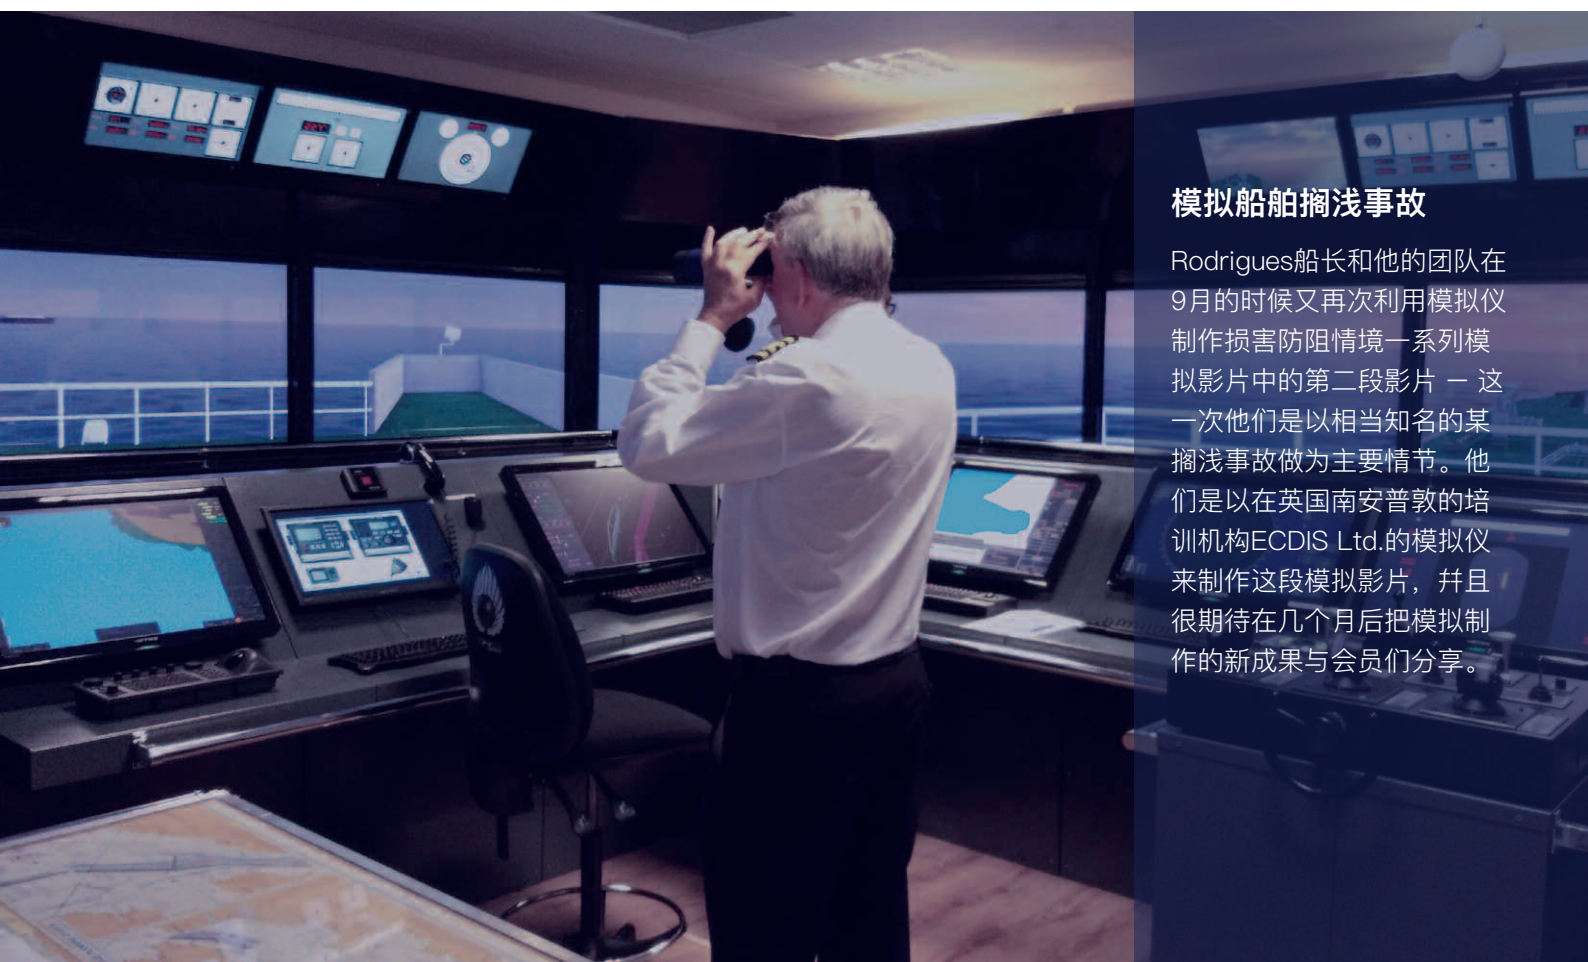 模拟船舶搁浅事故
Rodrigues船长和他的团队在
9月的时候又再次利用模拟仪
制作损害防阻情境一系列模
拟影片中的第二段影片 — 这
一次他们是以相当知名的某
搁浅事故做为主要情节。他
们是以在英国南安普敦的培
训机构ECDIS Ltd.的模拟仪
来制作这段模拟影片，幷且
很期待在几个月后把模拟制
作的新成果与会员们分享。